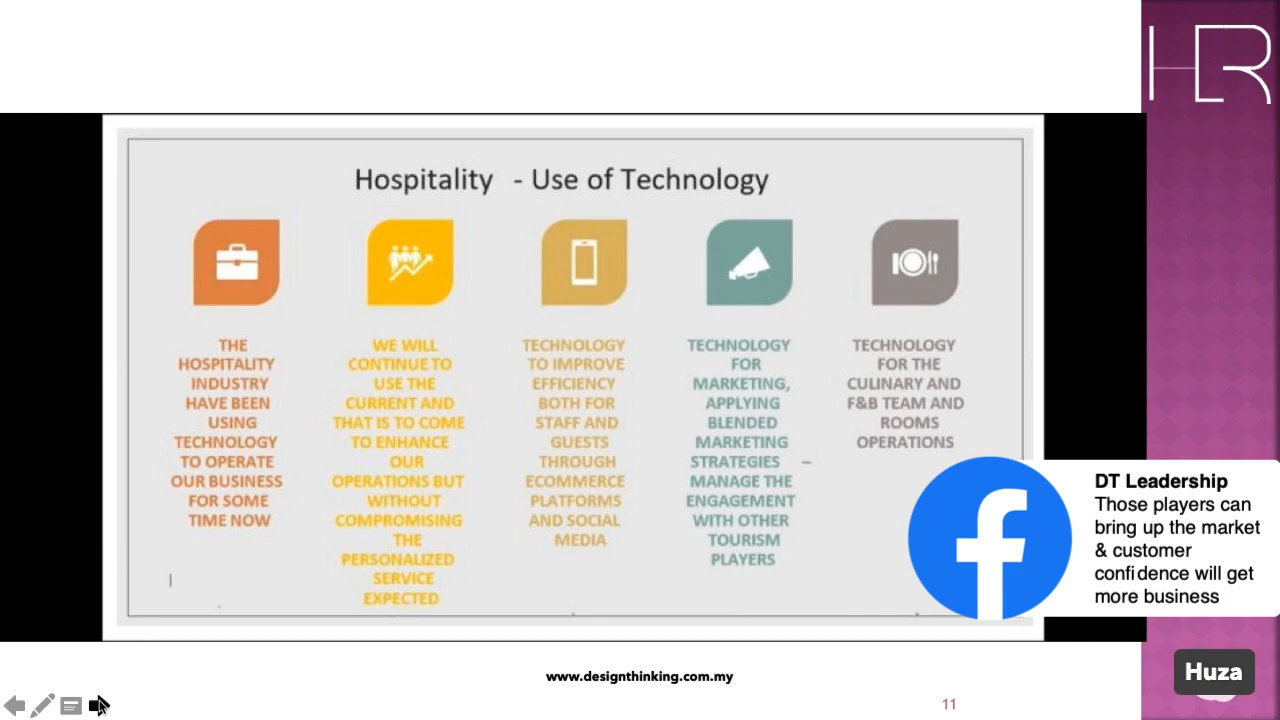 HR
Hospitality - Use of Technology
THE
HOSPITALITY
INDUSTRY
HAVE BEEN
USING
TECHNOLOGY
TO OPERATE
OUR BUSINESS
FOR SOME
TIME NOW
WE WILL
CONTINUE TO
USE THE
CURRENT AND
THAT IS TO COME
TO ENHANCE
OUR
OPERATIONS BUT
WITHOUT
COMPROMISING
THE
PERSONALIZED
SERVICE
EXPECTED
TECHNOLOGY
TO IMPROVE
EFFICIENCY
BOTH FOR
STAFF AND
GUESTS
THROUGH
ECOMMERCE
PLATFORMS
AND SOCIAL
MEDIA
TECHNOLOGY
FOR
MARKETING,
APPLYING
BLENDED
MARKETING
STRATEGIES –
MANAGE THE
ENGAGEMENT
WITH OTHER
TOURISM
PLAYERS
TECHNOLOGY
FOR THE
CULINARY AND
F&B TEAM AND
ROOMS
OPERATIONS
DT Leadership
Those players can
bring up the market
& customer
confidence will get
more business
www.designthinking.com.my
11
Huza